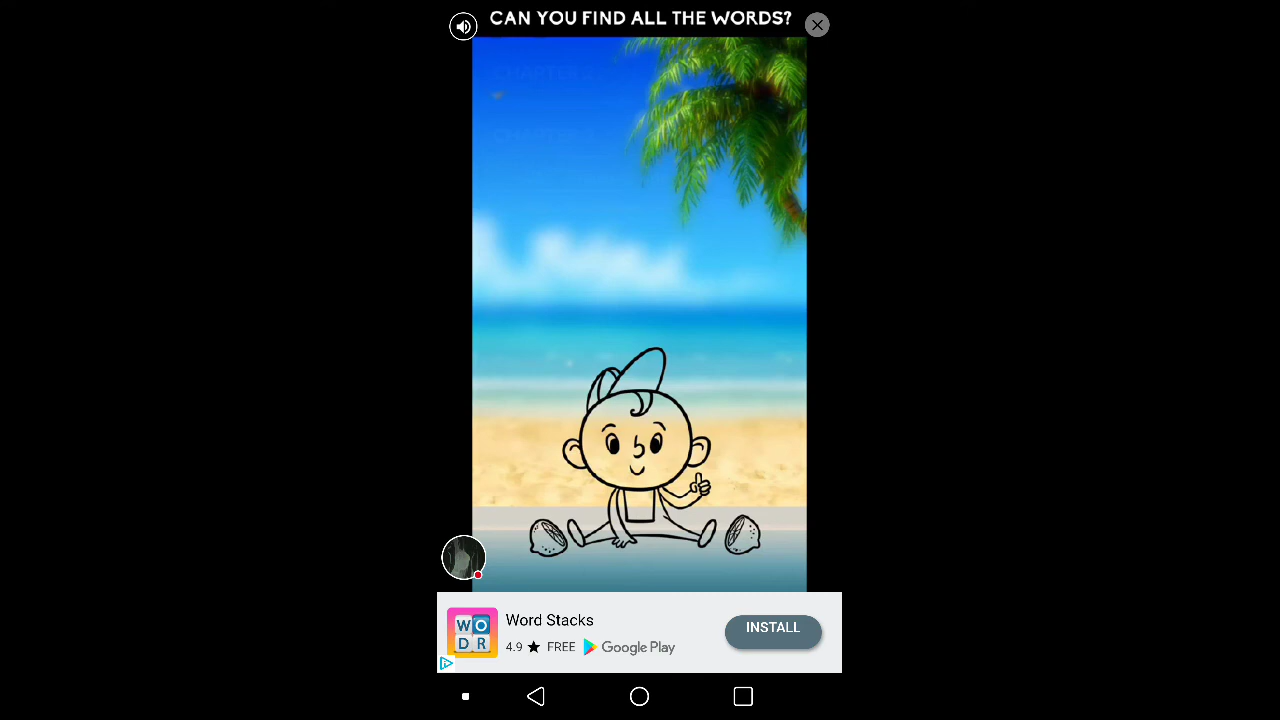 CAN YOU FIND ALL THE WORDS?
Word Stacks
4.9 ★ FREE Google Play
INSTALL
W O
D R